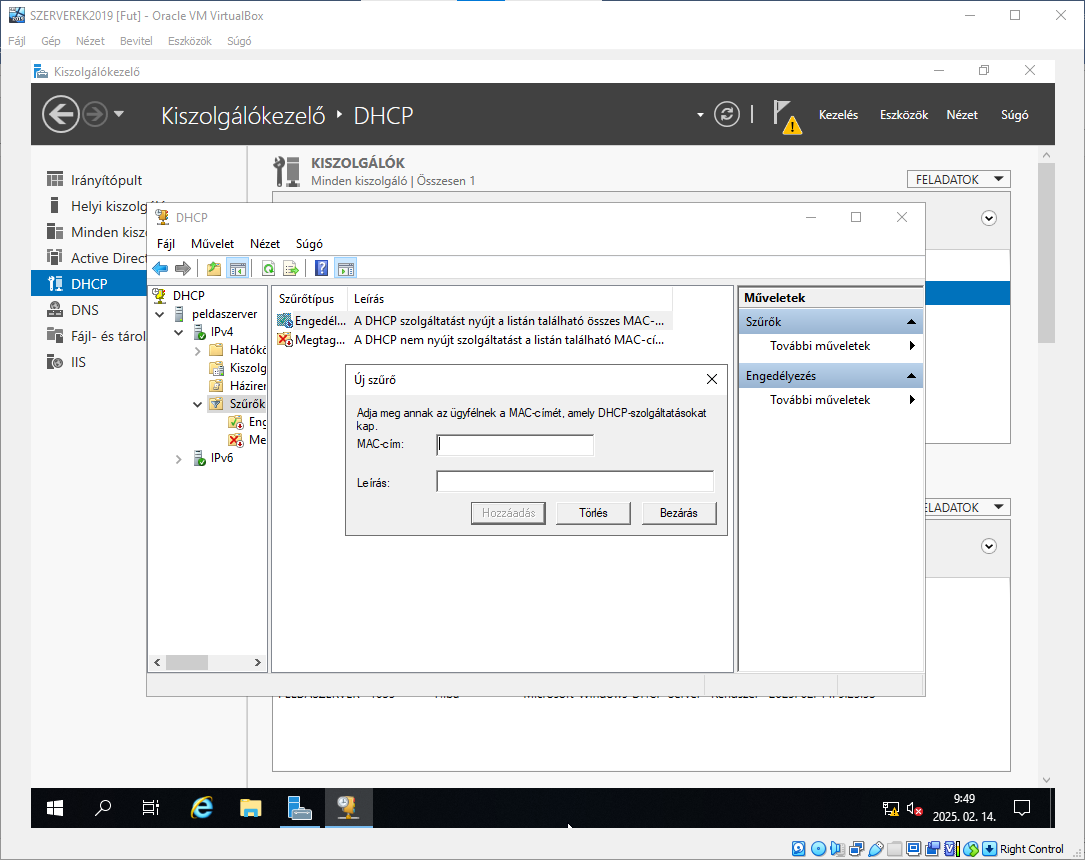 SZERVEREK2019 [Fut] - Oracle VM VirtualBox
Fájl Gép Nézet Bevitel Eszközök Súgó
Kiszolgálókezelő
Kiszolgálókezelő DHCP
Kezelés Eszközök Nézet Súgó
Irányítópult
Helyi kiszolgá
Minden kisz
Active Direct
DHCP
DNS
Fájl- és tárol
IIS
KISZOLGÁLÓK
Minden kiszolgáló | Összesen 1
FELADATOK
DHCP
Fájl Művelet Nézet Súgó
DHCP
peldaszerver
IPv4
Hatókö
Kiszolg
Háziren
Szűrők
Eng
Me
IPv6
Szűrőtípus Leírás
Engedél... A DHCP szolgáltatást nyújt a listán található összes MAC-...
Megtag... A DHCP nem nyújt szolgáltatást a listán található MAC-cí...
Műveletek
Szűrők
További műveletek
Engedélyezés
További műveletek
Új szűrő
Adja meg annak az ügyfélnek a MAC-címét, amely DHCP-szolgáltatásokat
kap.
MAC-cím:
Leírás:
Hozzáadás Törlés Bezárás
ELADATOK
9:49
2025. 02. 14.
Right Control